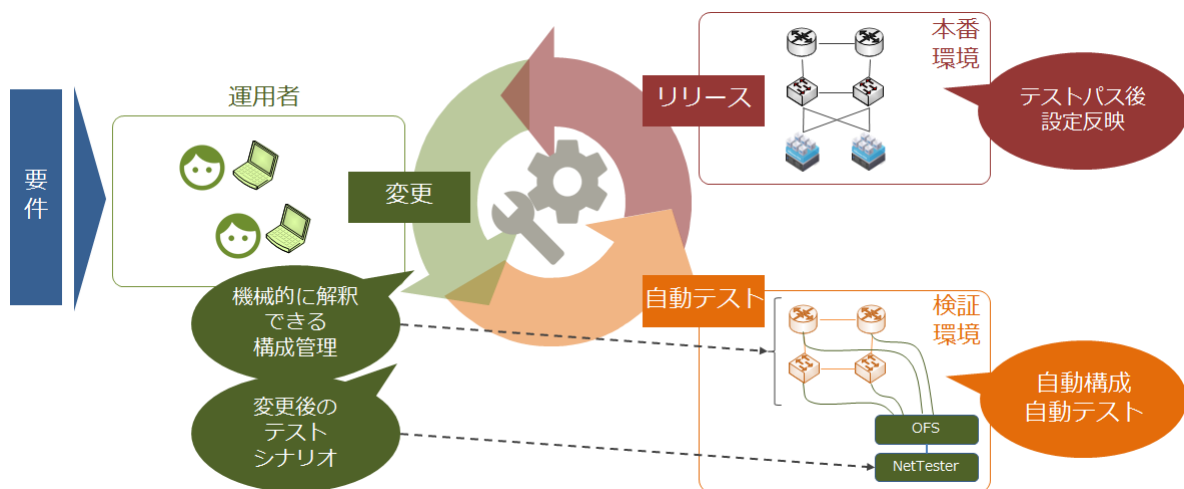 要件
運用者
変更
機械的に解釈
できる
構成管理
変更後の
テスト
シナリオ
リリース
本番
環境
テストパス後
設定反映
自動テスト
検証
環境
自動構成
自動テスト
OFS
NetTester